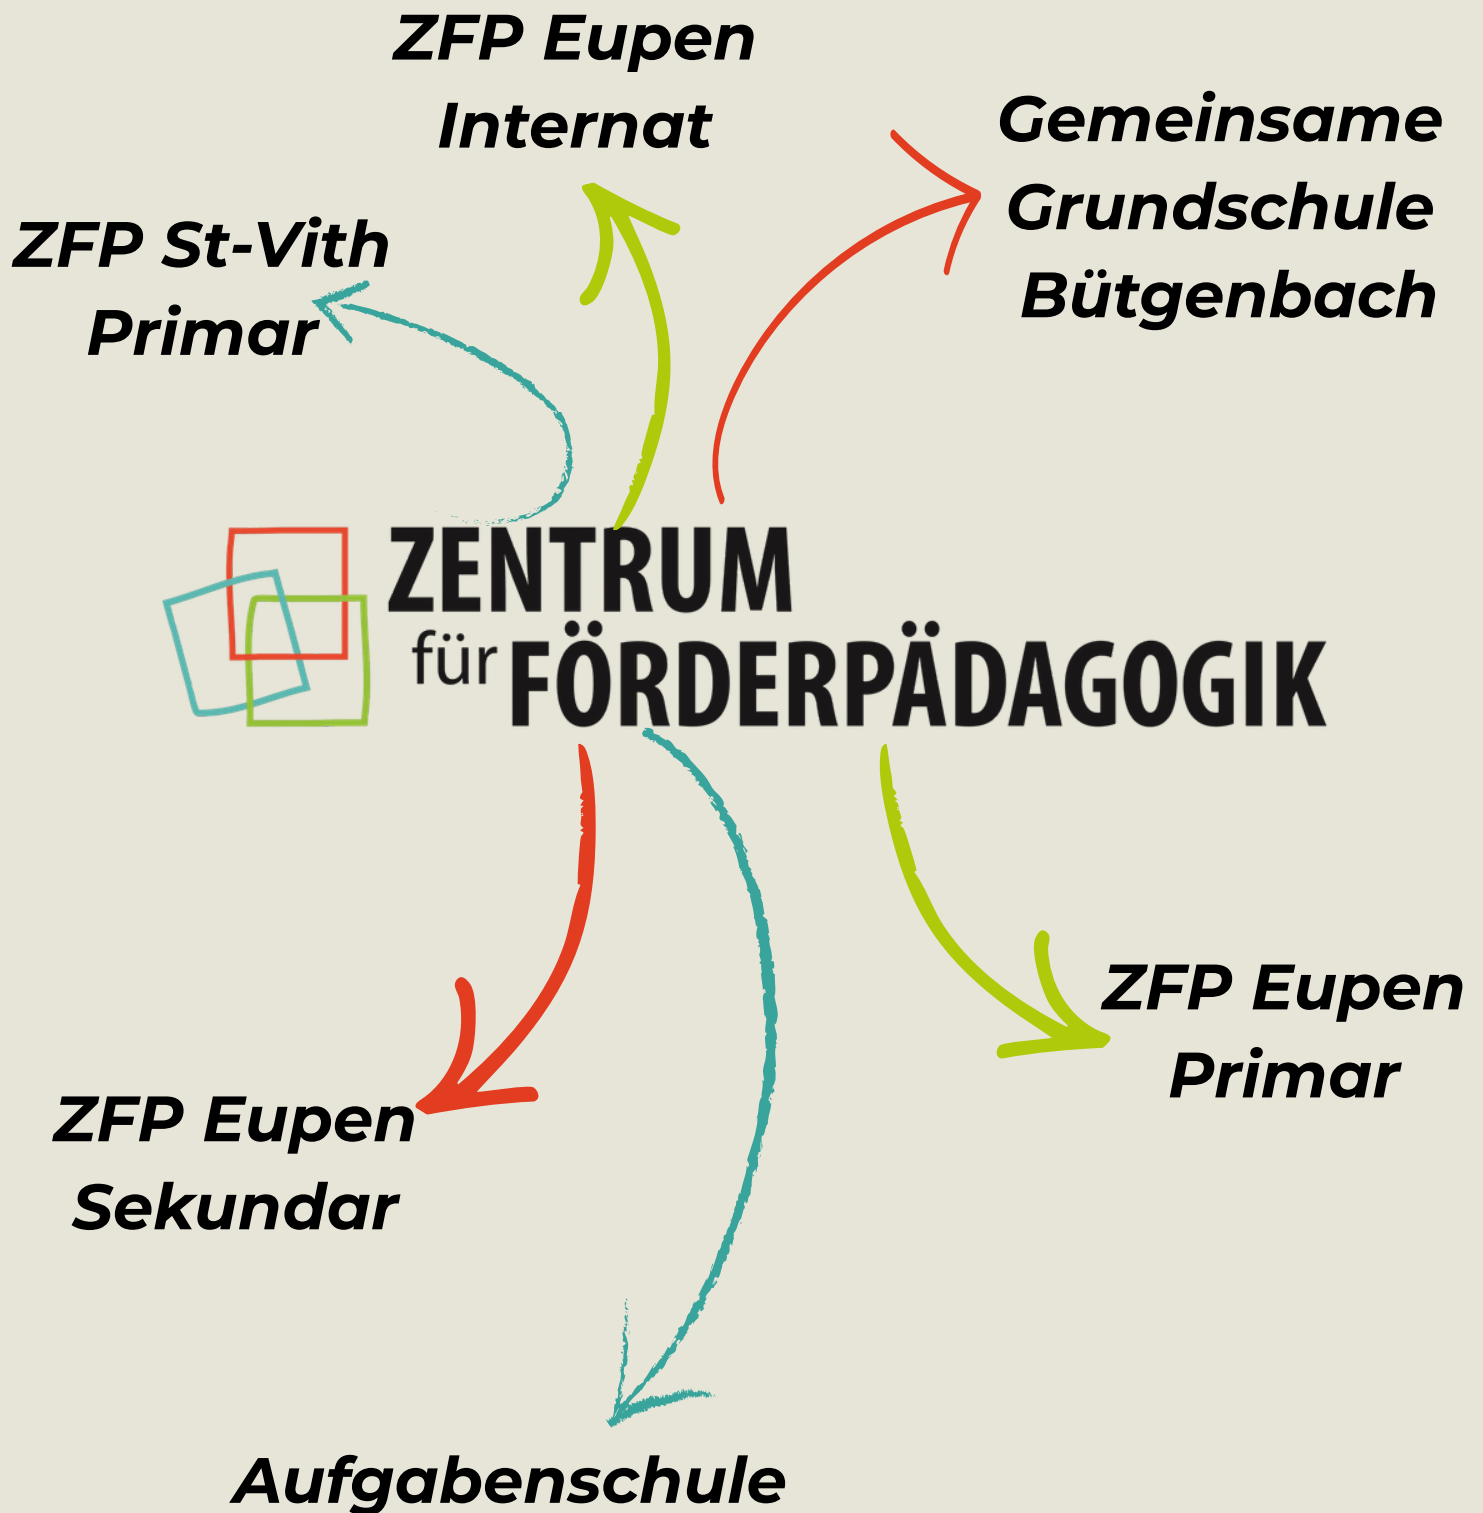 ZFP Eupen
Internat
Gemeinsame
Grundschule
Bütgenbach
ZFP St-Vith
Primar
ZENTRUM
für FÖRDERPÄDAGOGIK
ZFP Eupen
Primar
ZFP Eupen
Sekundar
Aufgabenschule